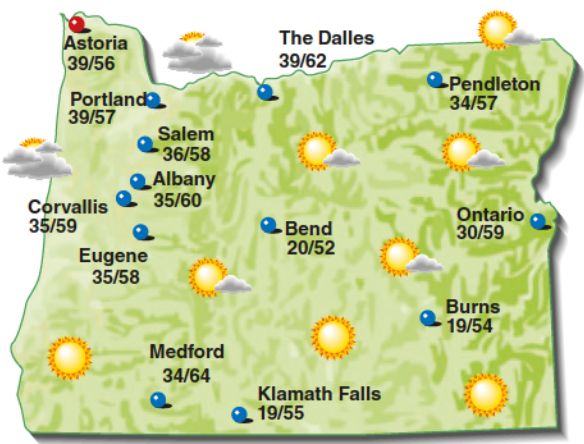 Astoria
39/56
The Dalles
39/62
Portland
39/57
Pendleton
34/57
Salem
36/58
Albany
35/60
Corvallis
35/59
Eugene
35/58
Bend
20/52
Ontario
30/59
Burns
19/54
Medford
34/64
Klamath Falls
19/55